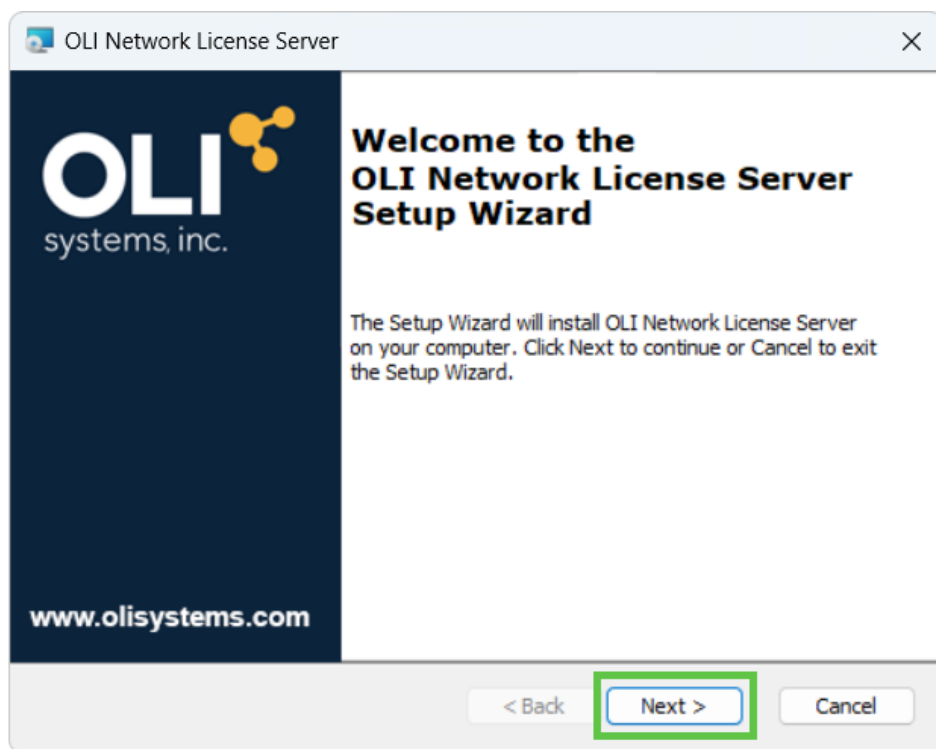 OLI Network License Server
OLI
systems, inc.
Welcome to the
OLI Network License Server
Setup Wizard
The Setup Wizard will install OLI Network License Server
on your computer. Click Next to continue or Cancel to exit
the Setup Wizard.
www.olisystems.com
< Back
Next >
Cancel